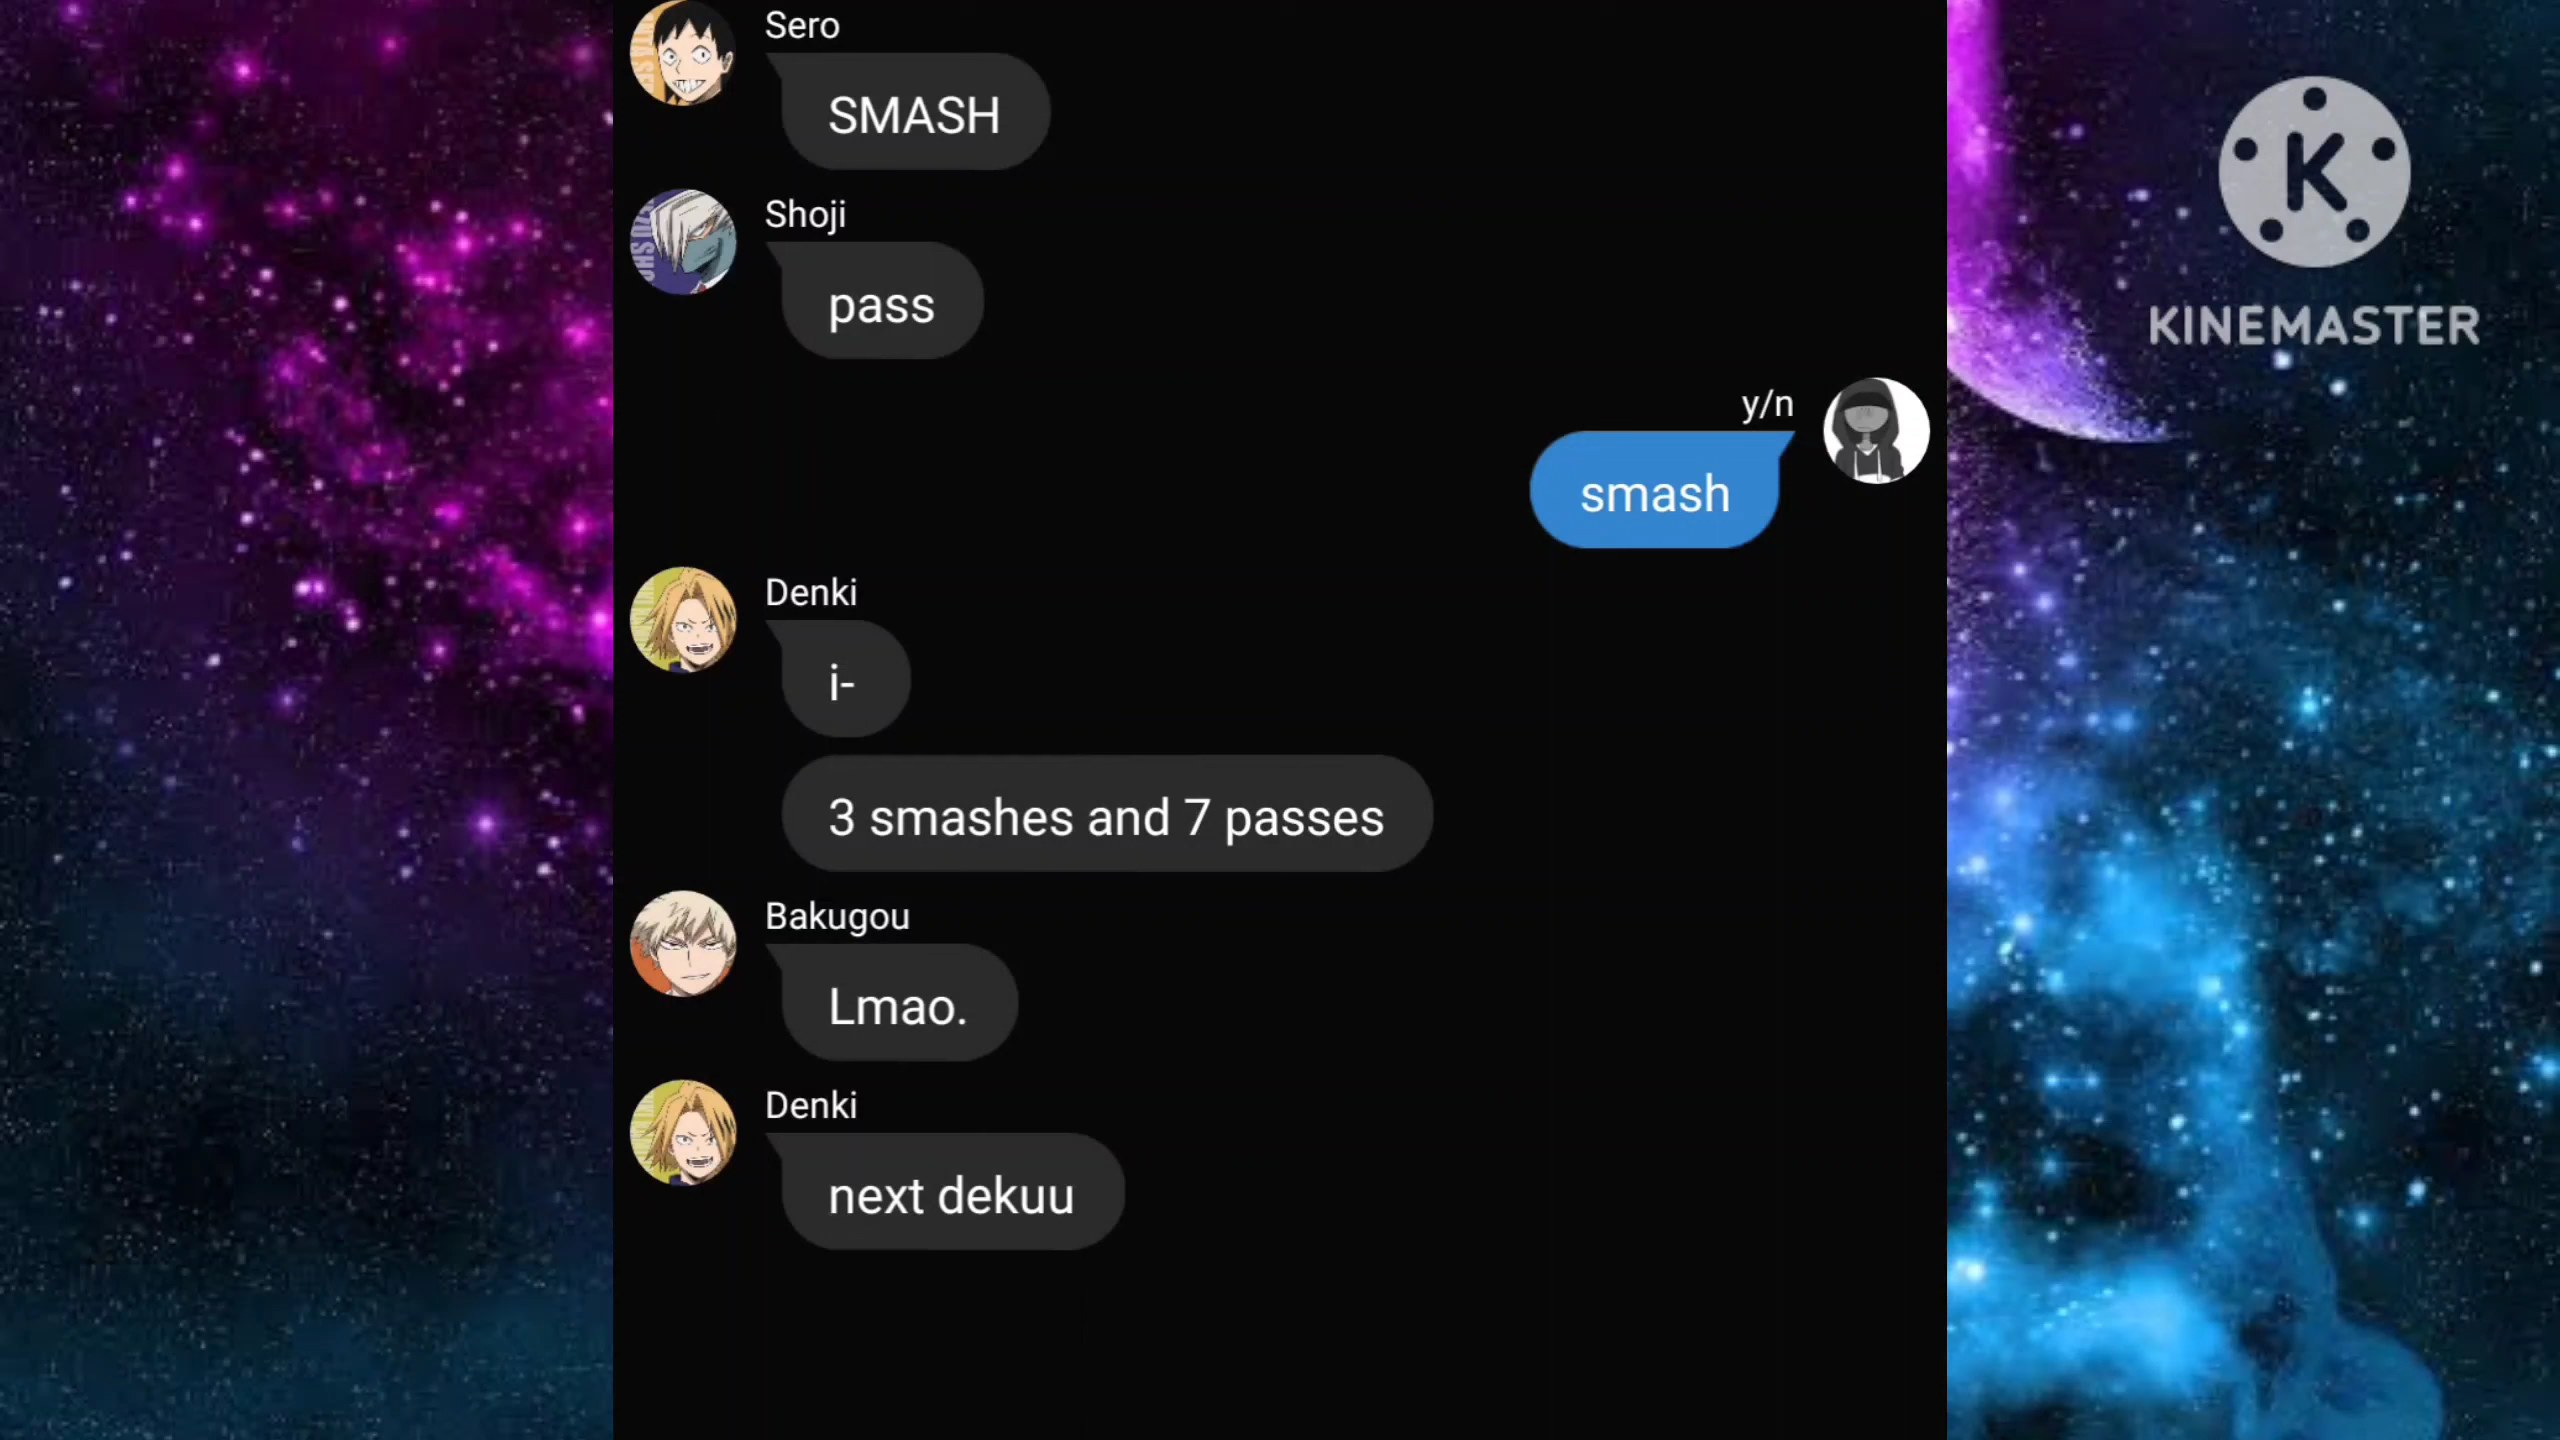 Sero
SMASH
Shoji
pass
y/n
smash
Denki
i-
3 smashes and 7 passes
Bakugou
Lmao.
Denki
next dekuu
K
KINEMASTER